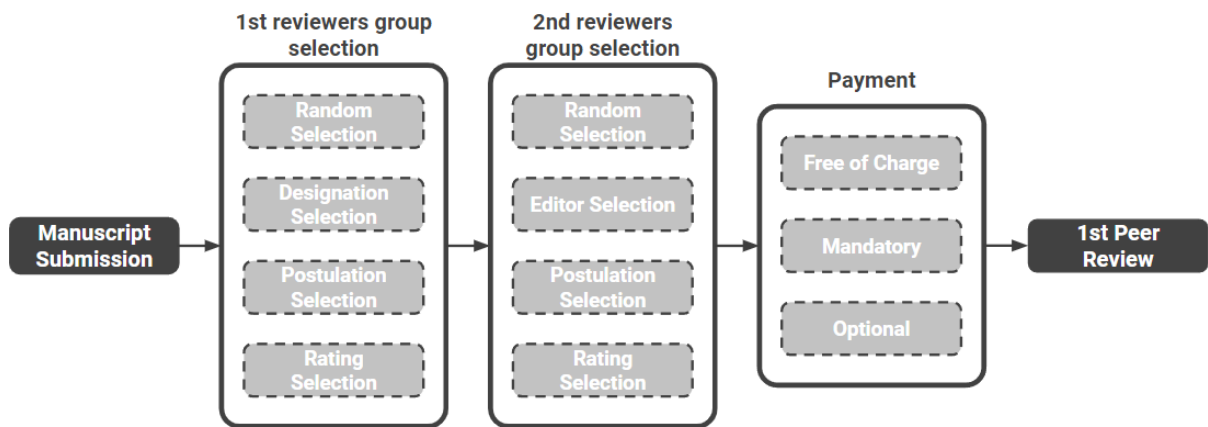 1st reviewers group
selection
2nd reviewers
group selection
Payment
Random
Selection
Designation
Selection
Postulation
Selection
Rating
Selection
Random
Selection
Editor Selection
Postulation
Selection
Rating
Selection
Free of Charge
Mandatory
Optional
Manuscript
Submission
1st Peer
Review